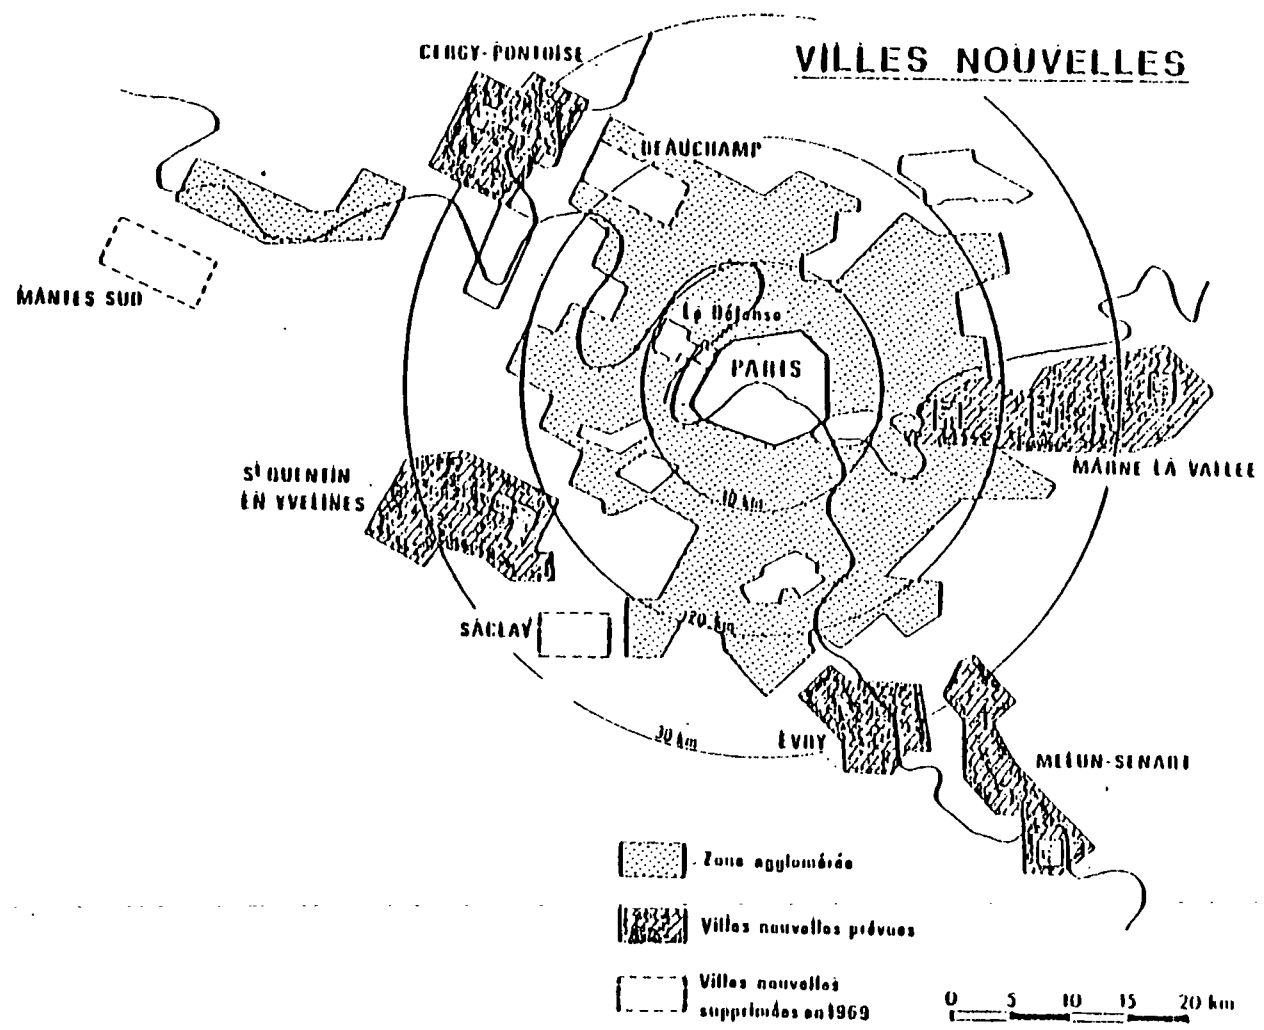 VILLES NOUVELLES
CERGY-PONTOISE
BEAUCHAMP
MANTES SUD
La Défense
PARIS
MARNE LA VALLEE
St QUENTIN
EN YVELINES
10 km
20 km
SACLAY
30 km
EVRY
MELUN-SENART
Zone agglomérée
Villes nouvelles prévues
Villes nouvelles
supprimées en 1969
0 5 10 15 20 km